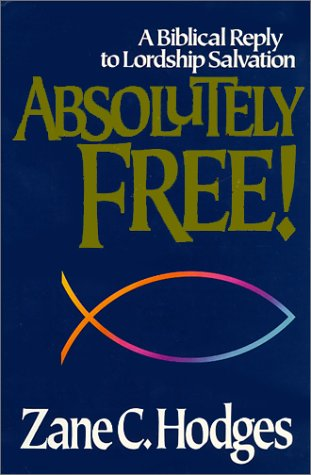 A Biblical Reply
to Lordship Salvation
ABSOLUTELY
FREE!
Zane C. Hodges